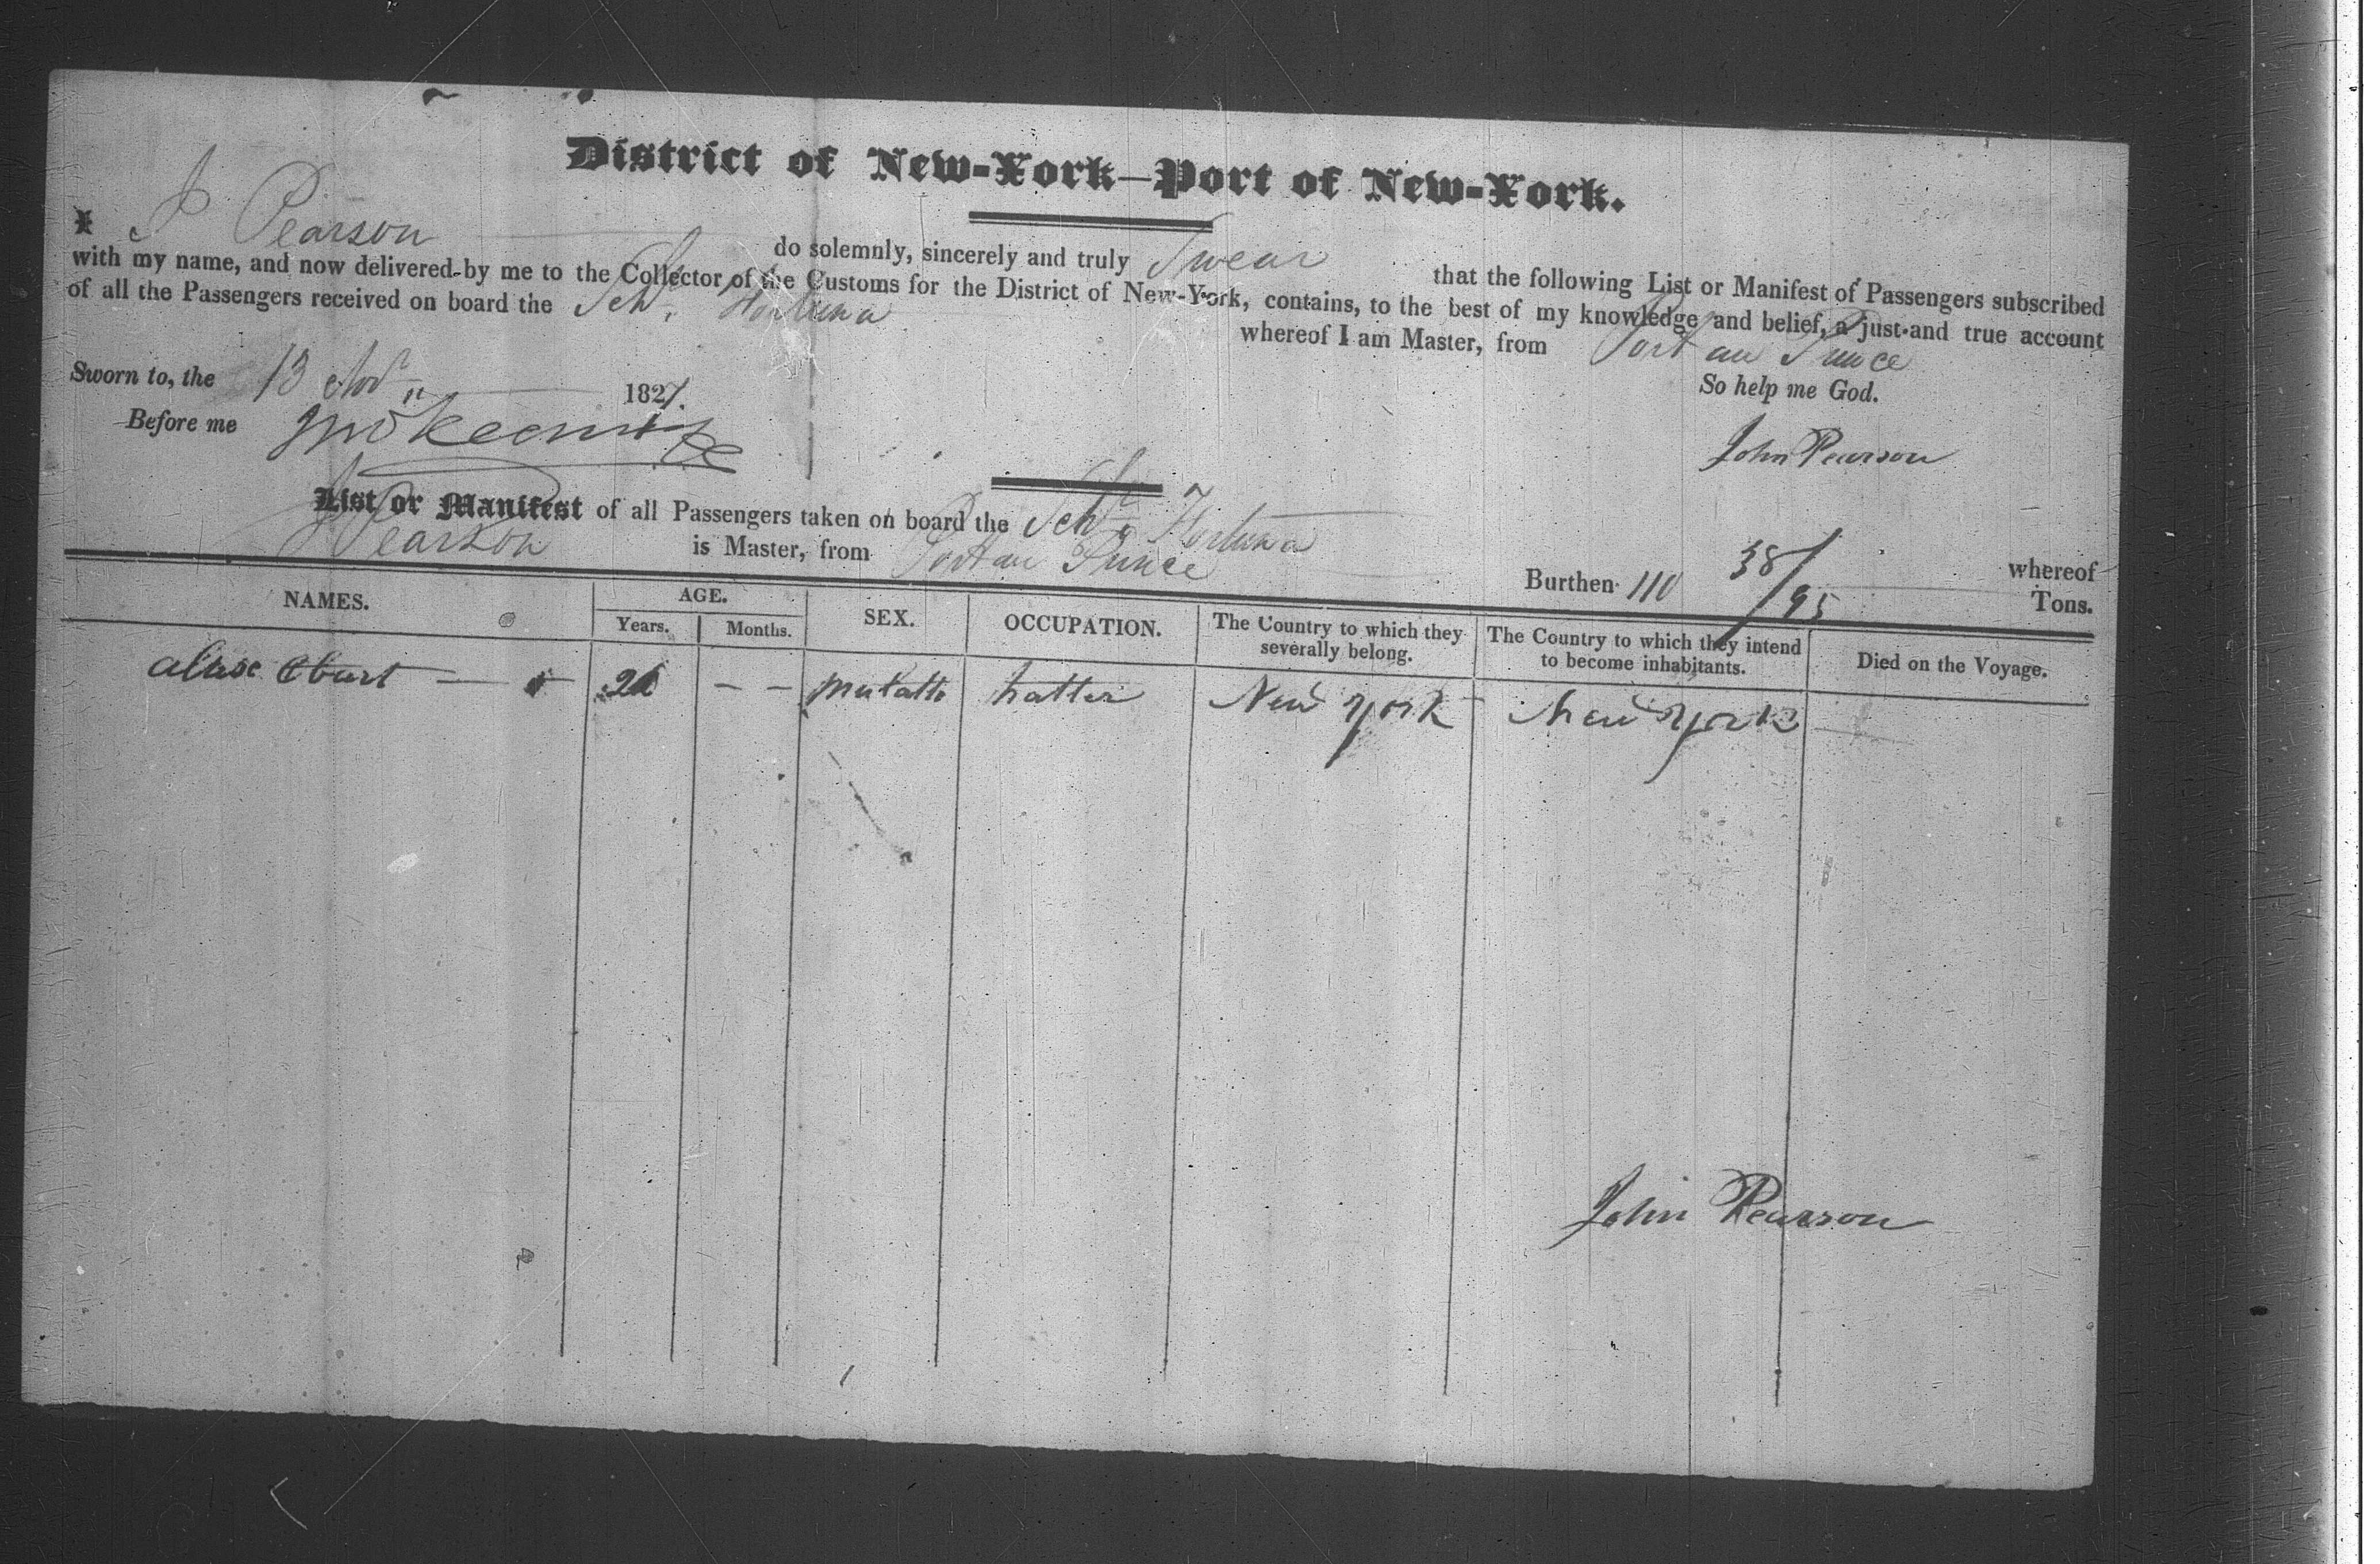 District of New-York—Port of New-York.
I J Pearson do solemnly, sincerely and truly Swear that the following List or Manifest of Passengers subscribed
with my name, and now delivered by me to the Collector of the Customs for the District of New-York, contains, to the best of my knowledge and belief, a just and true account
of all the Passengers received on board the Schr. Fortuna whereof I am Master, from Port au Prince
So help me God.
Sworn to, the 13 Novr 1827.
Before me
John Pearson
List or Manifest of all Passengers taken on board the Schr. Fortuna whereof
J Pearson is Master, from Port au Prince Burthen 110 38/95 Tons.
NAMES. AGE. Years. Months. SEX. OCCUPATION. The Country to which they severally belong. The Country to which they intend to become inhabitants. Died on the Voyage.
— — mulatto hatter New York New York
John Pearson